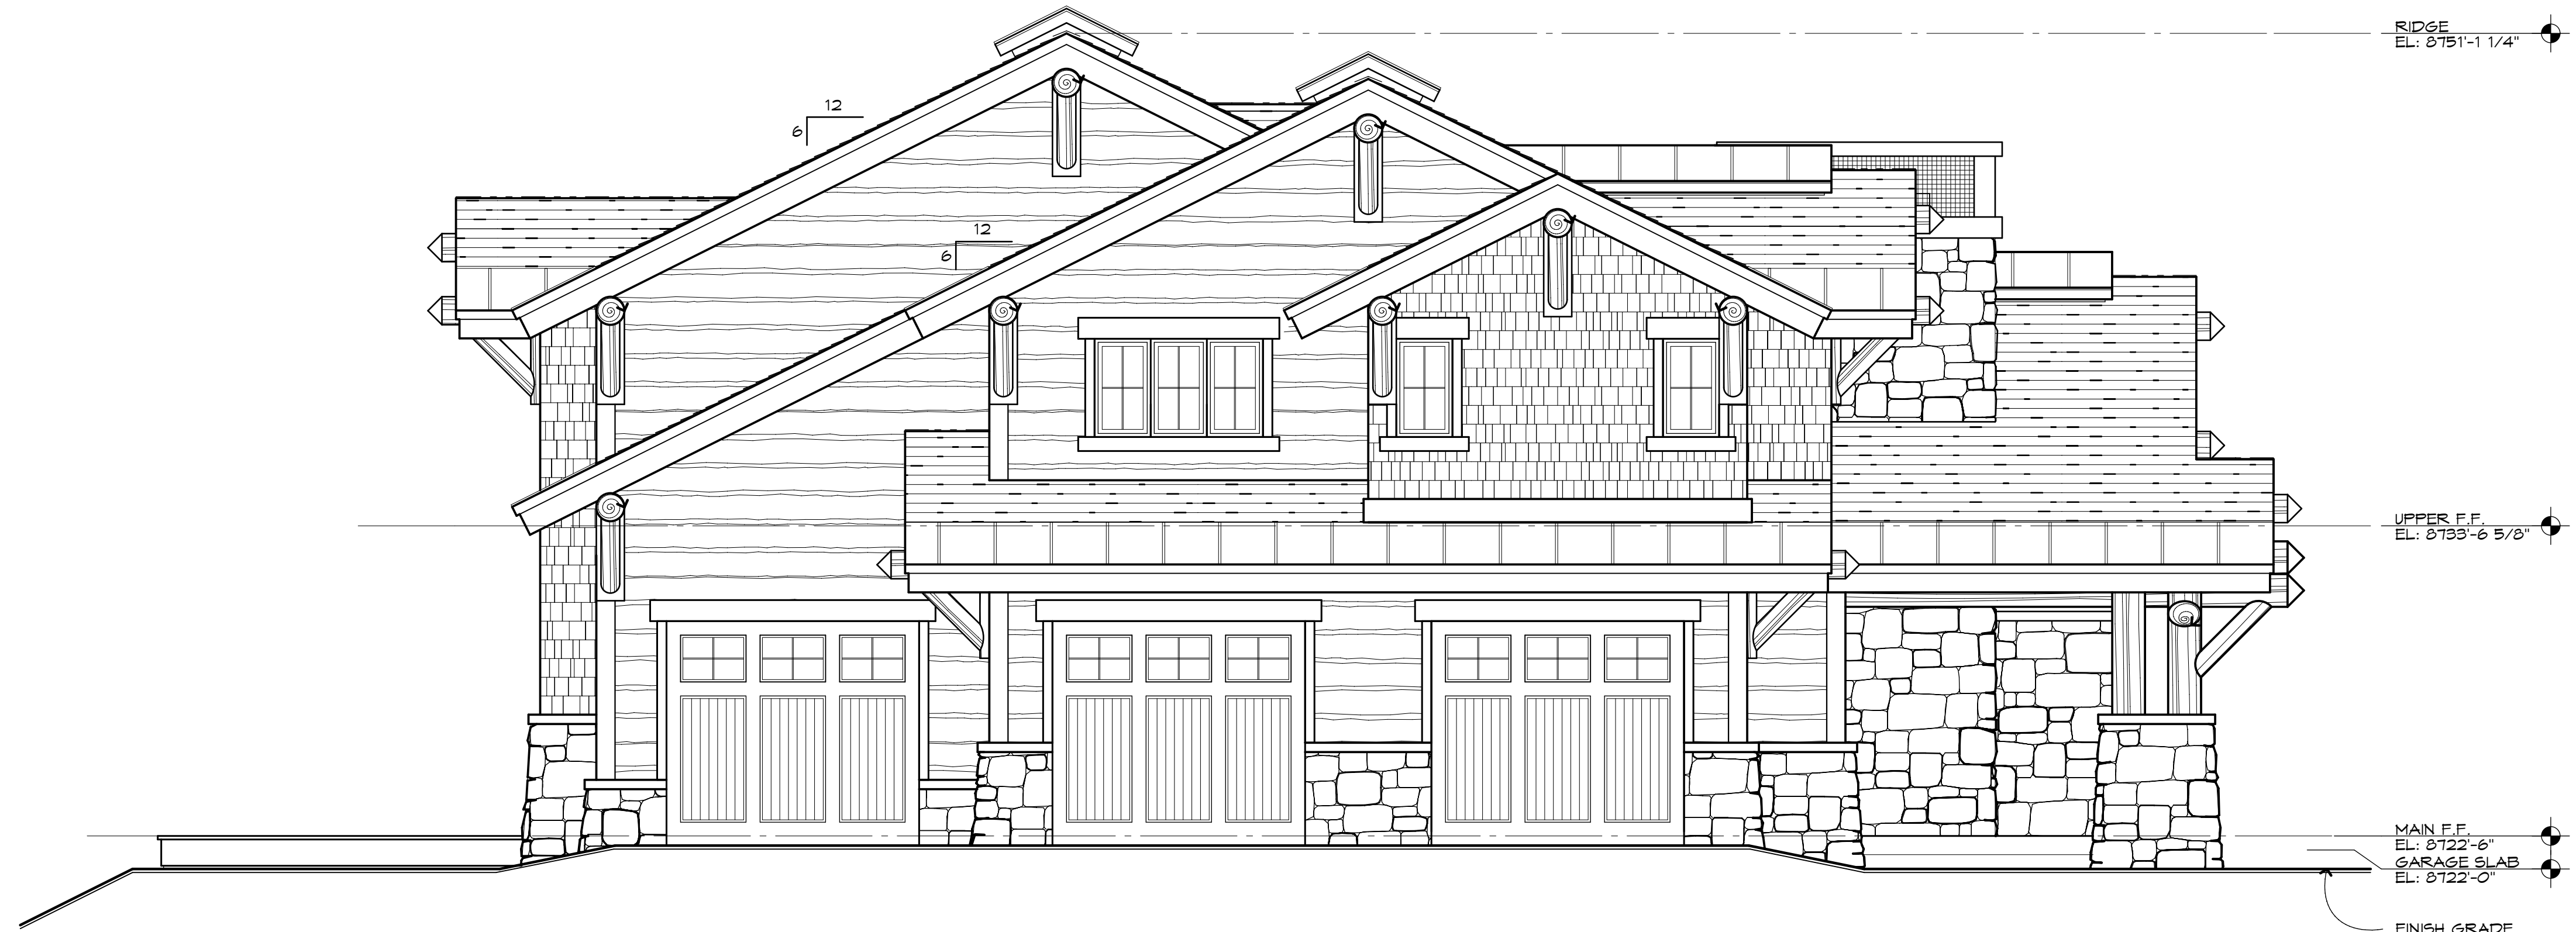 RIDGE
EL: 8751'-1 1/4"
12
6
12
6
UPPER F.F.
EL: 8733'-6 5/8"
MAIN F.F.
EL: 8722'-6"
GARAGE SLAB
EL: 8722'-0"
FINISH GRADE